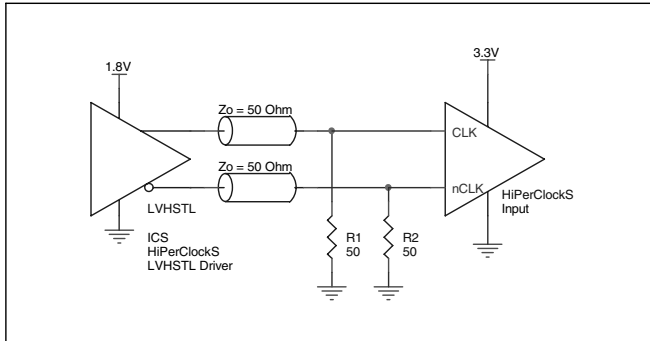 1.8V
3.3V
Zo = 50 Ohm
CLK
Zo = 50 Ohm
nCLK
HiPerClockS
Input
LVHSTL
ICS
HiPerClockS
LVHSTL Driver
R1
50
R2
50